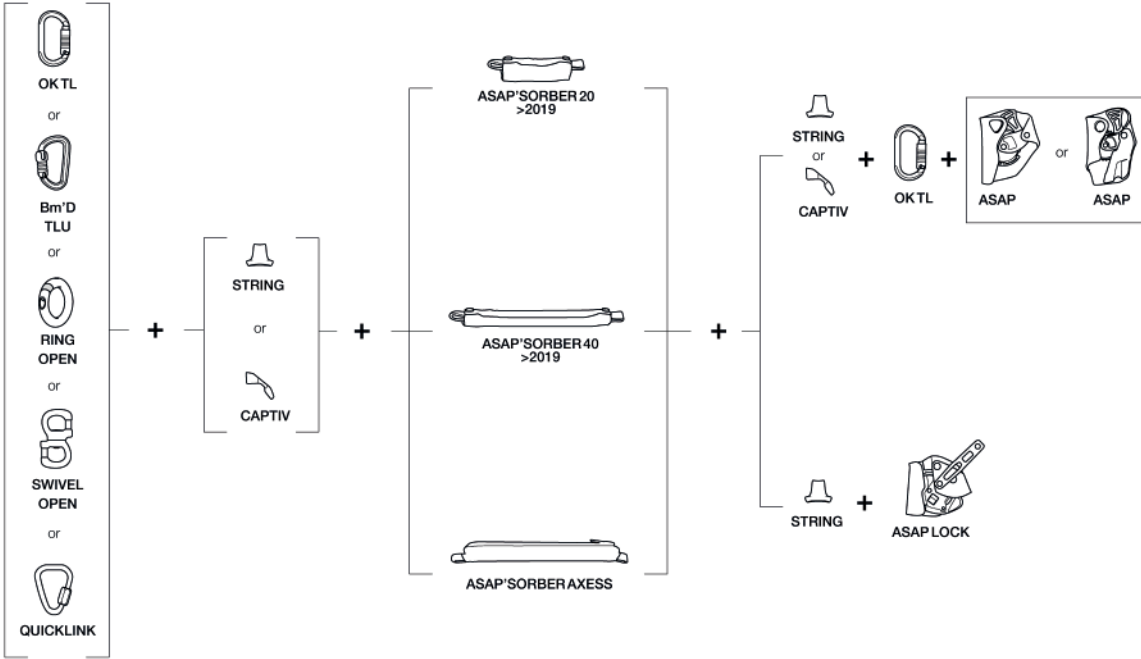 OK TL
or
Bm'D
TLU
or
RING
OPEN
or
SWIVEL
OPEN
or
QUICKLINK
+
STRING
or
CAPTIV
+
ASAP'SORBER 20
>2019
ASAP'SORBER 40
>2019
ASAP'SORBER AXESS
+
STRING
or
CAPTIV
+
OK TL
+
ASAP
or
ASAP
STRING
+
ASAP LOCK